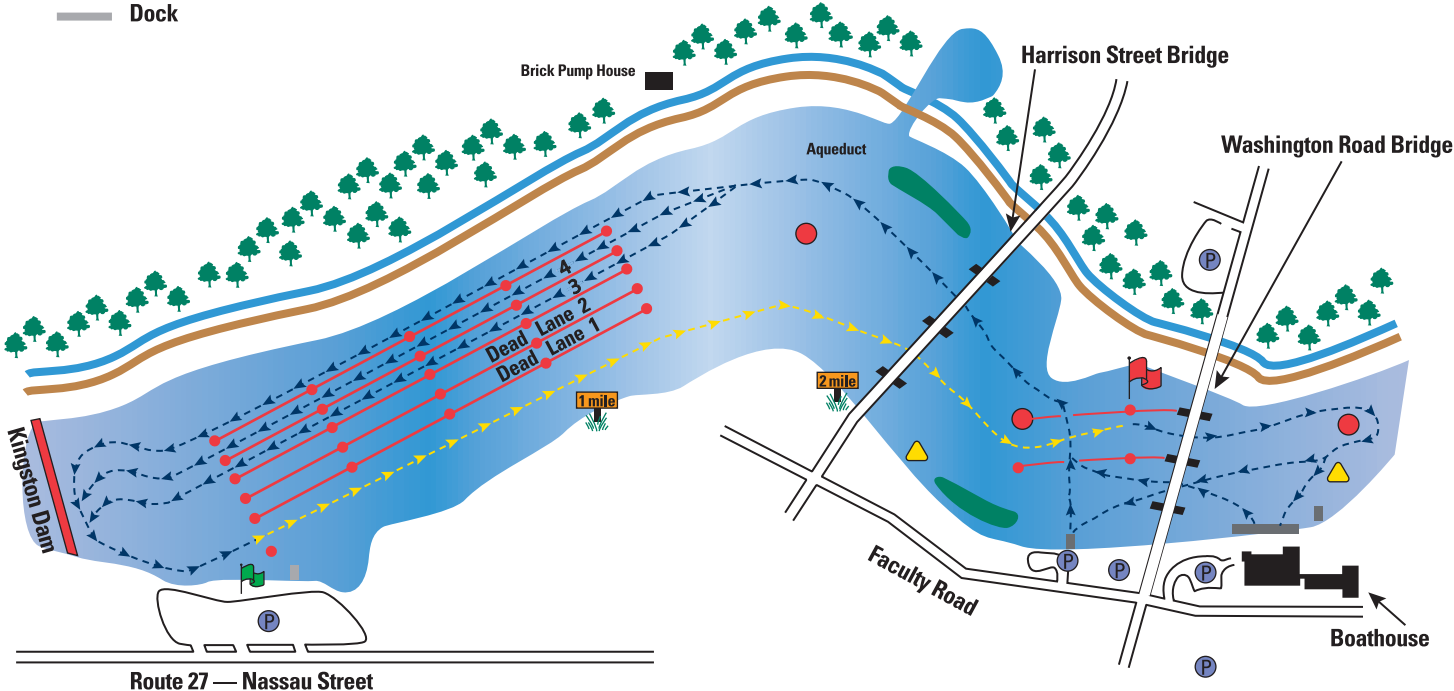 Dock
Harrison Street Bridge
Brick Pump House
Washington Road Bridge
Aqueduct
P
4
3
Dead Lane 2
Dead Lane 1
2 mile
1 mile
Kingston Dam
P
P
P
Faculty Road
P
Boathouse
P
Route 27 — Nassau Street